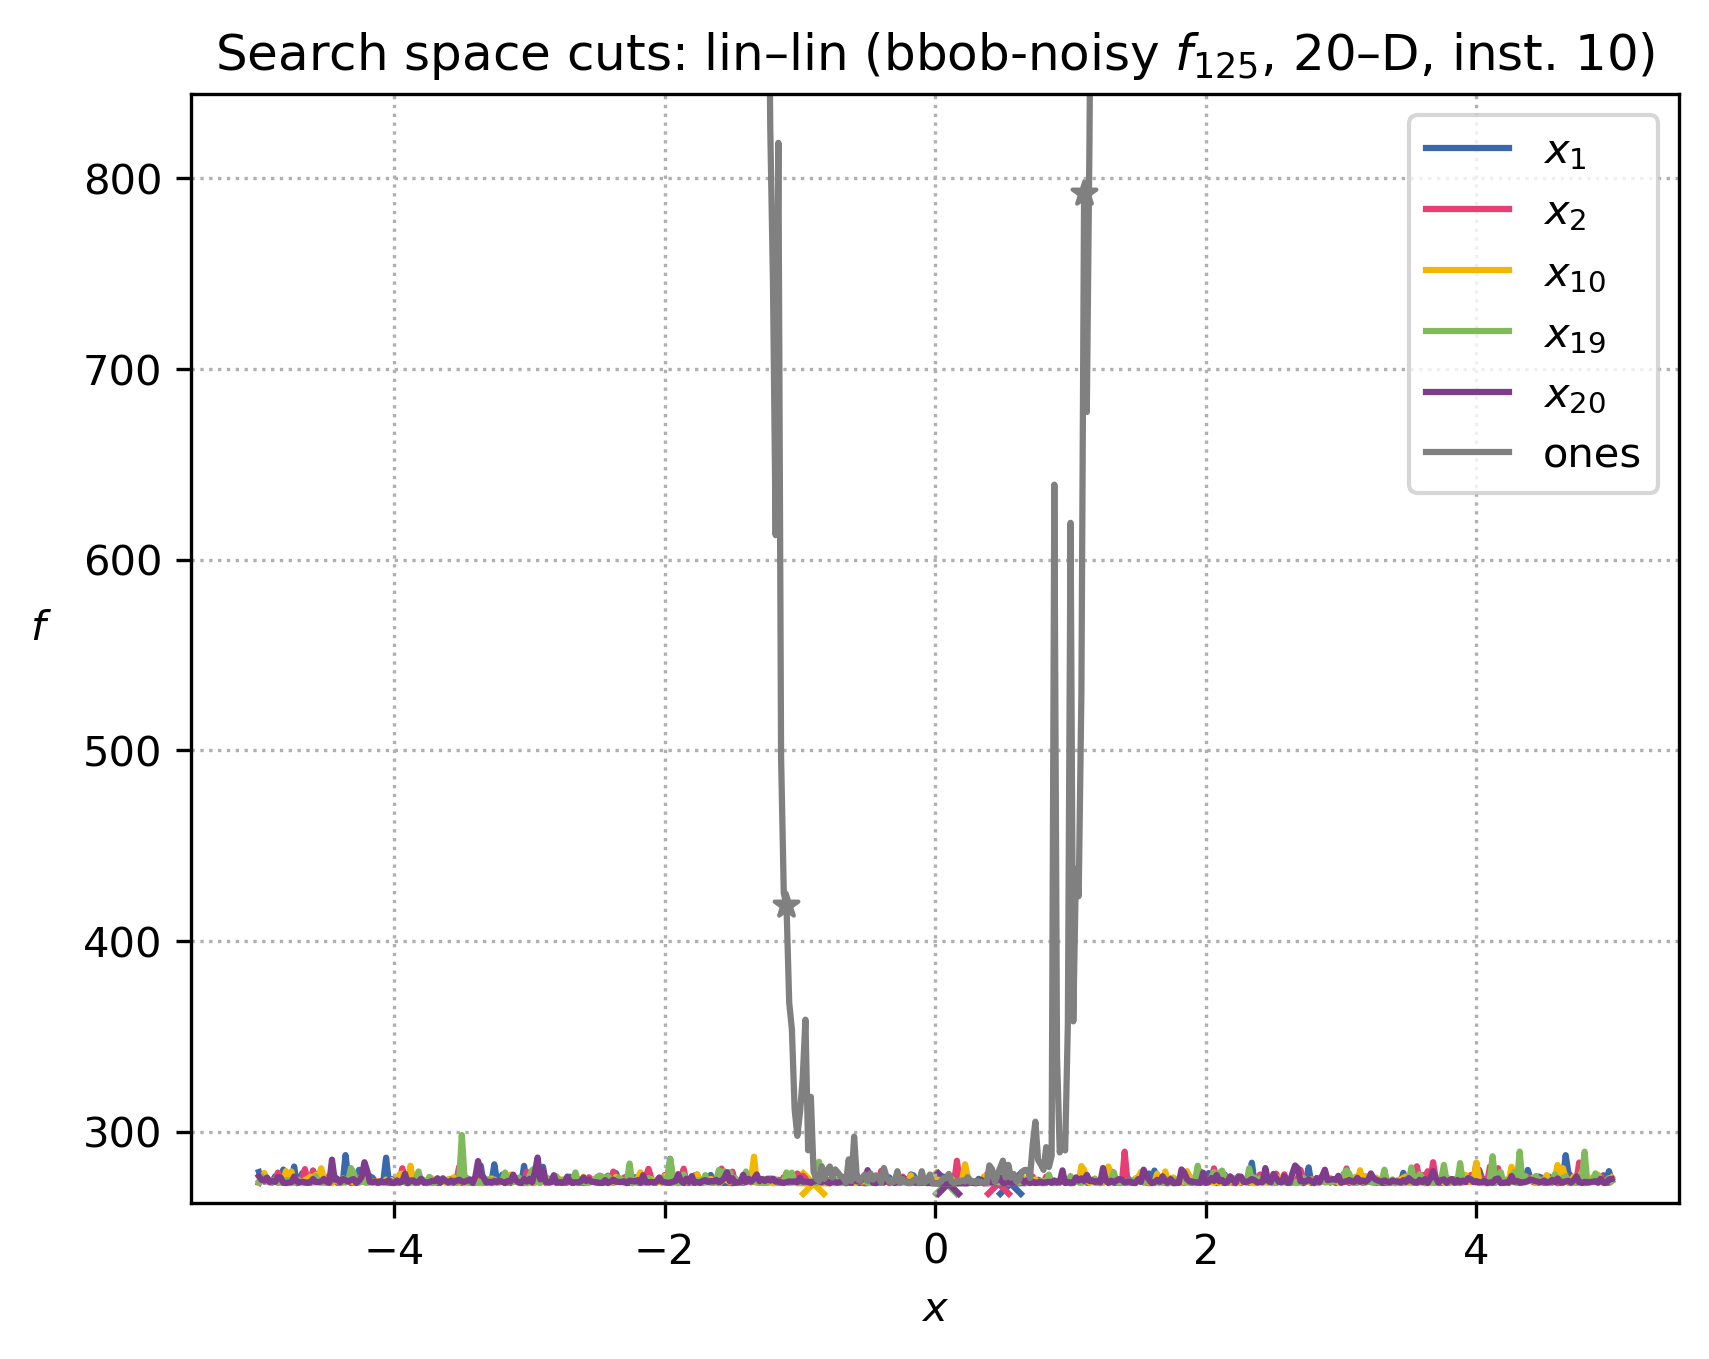 Search space cuts: lin–lin (bbob-noisy f₁₂₅, 20–D, inst. 10)
800
700
600
500
400
300
f
−4
−2
0
2
4
x
x₁
x₂
x₁₀
x₁₉
x₂₀
ones